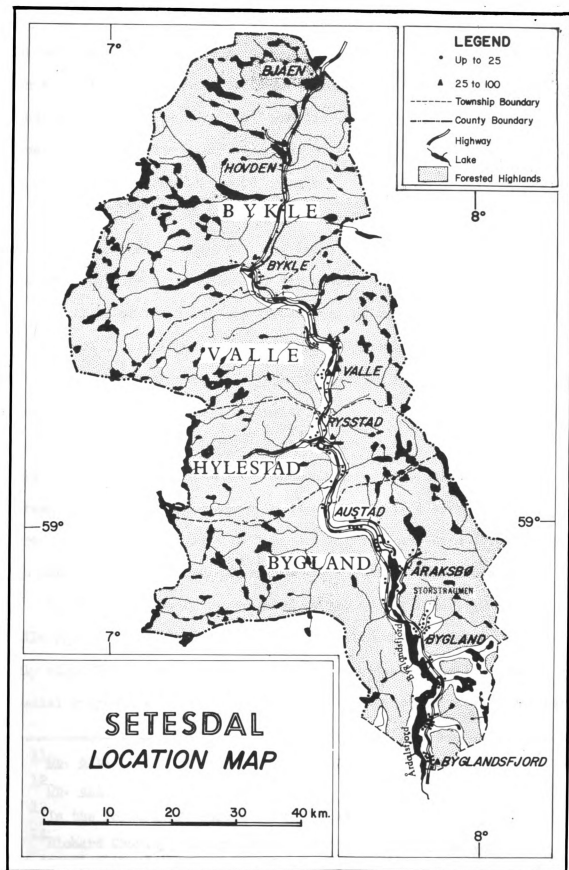 7°
LEGEND
Up to 25
25 to 100
Township Boundary
County Boundary
Highway
Lake
Forested Highlands
8°
BJÅEN
HOVDEN
BYKLE
BYKLE
VALLE
VALLE
RYSSTAD
HYLESTAD
59°
59°
AUSTAD
BYGLAND
ÅRAKSBØ
STORSTRAUMEN
BYGLAND
Byglandsfjord
7°
Årdalsfjord
BYGLANDSFJORD
SETESDAL
LOCATION MAP
0 10 20 30 40 km.
8°